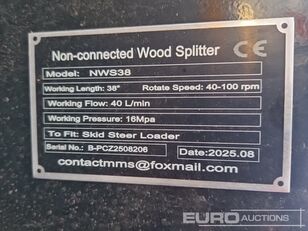 Non-connected Wood Splitter CE
Model: NWS38
Working Length: 38" Rotate Speed: 40-100 rpm
Working Flow: 40 L/min
Working Pressure: 16Mpa
To Fit: Skid Steer Loader
Serial No.: B-PCZ2508206 Date:2025.08
contactmms@foxmail.com
EURO AUCTIONS